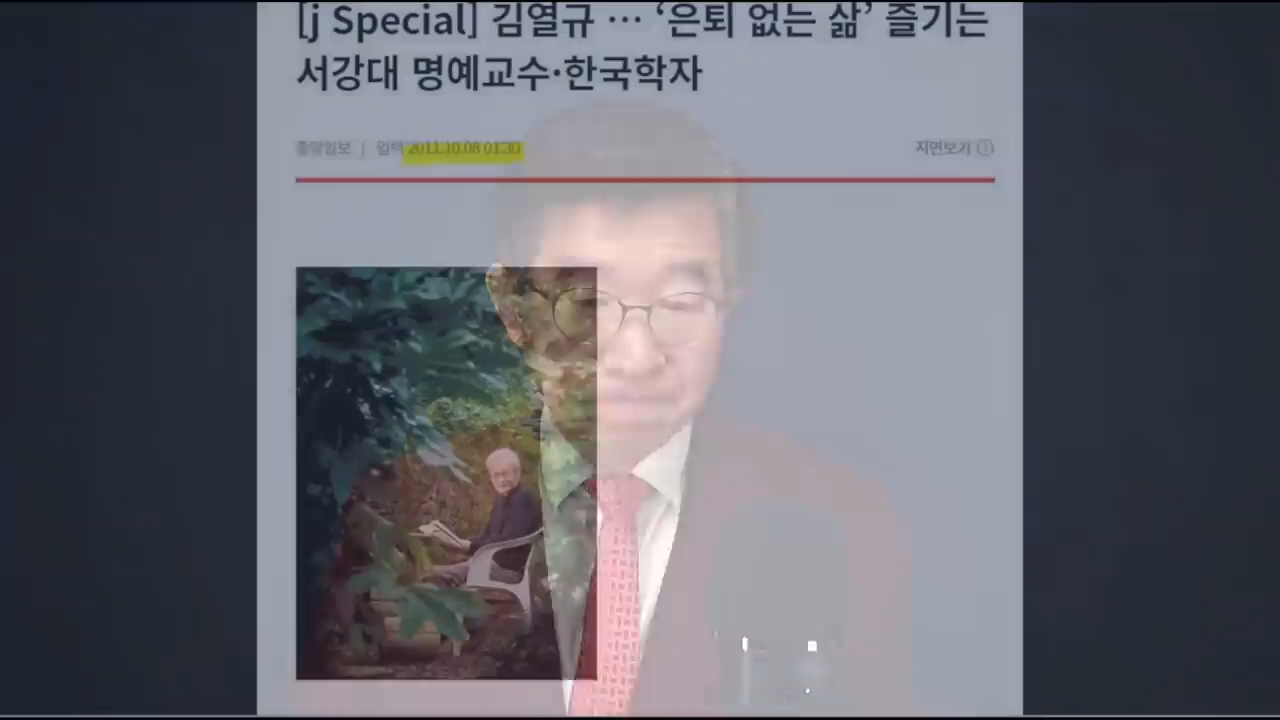 [j Special] 김열규 … ‘은퇴 없는 삶’ 즐기는
서강대 명예교수·한국학자
중앙일보 | 입력 2011.10.08 01:30
지면보기 ⓘ